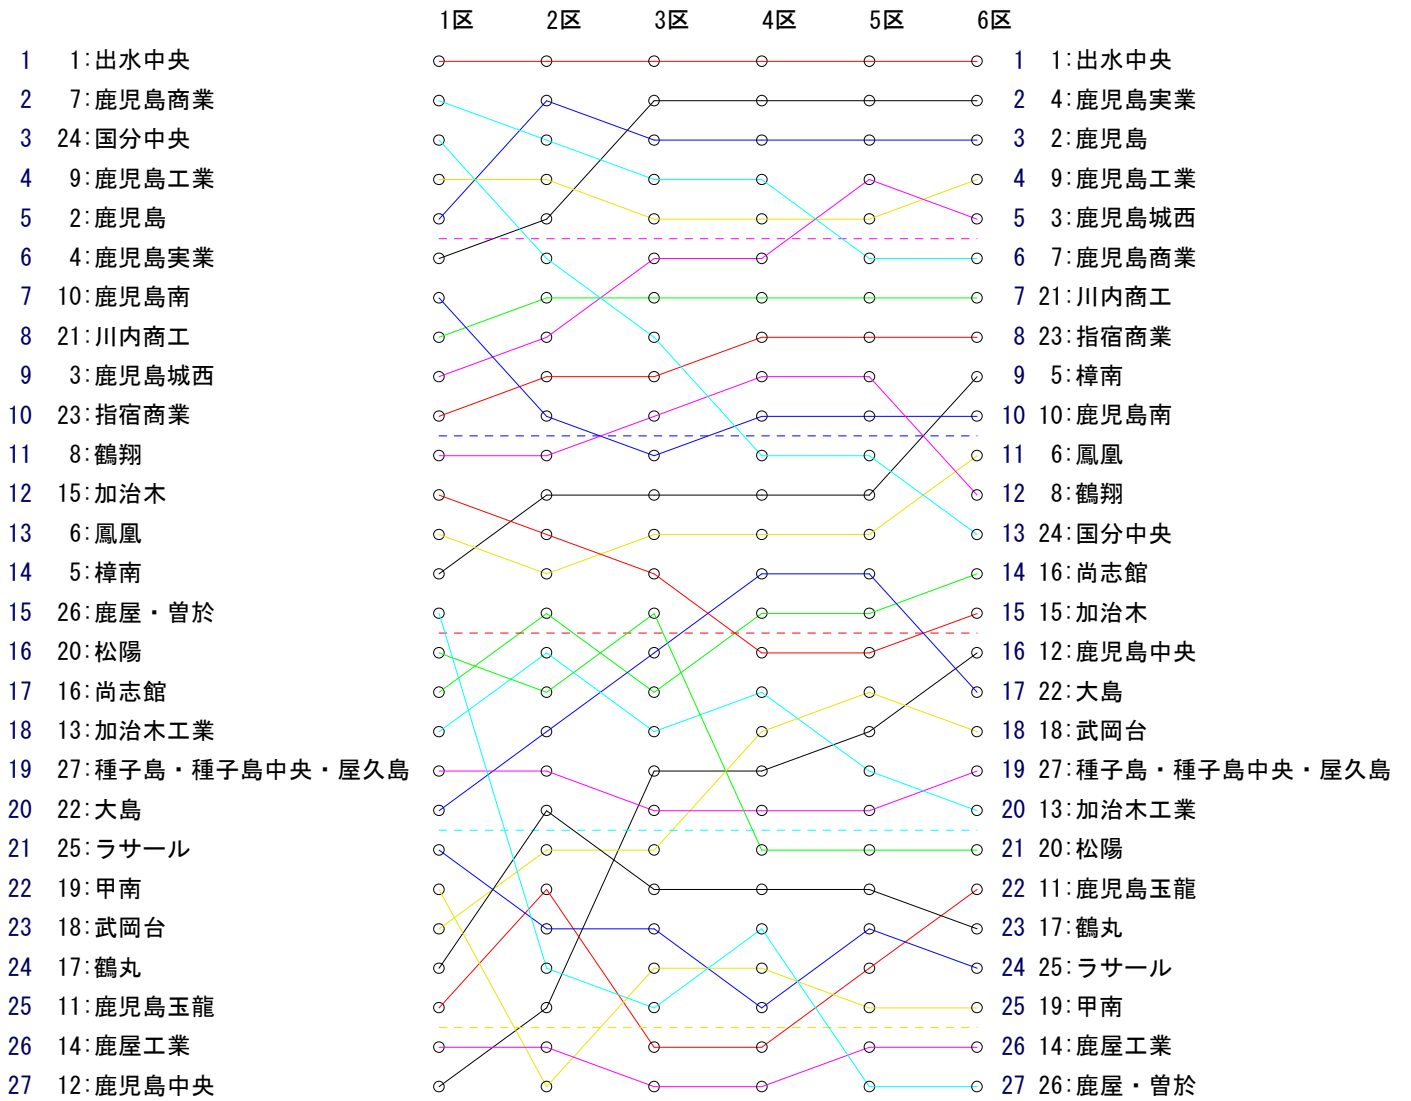 1区 2区 3区 4区 5区 6区
1 1:出水中央 1 1:出水中央
2 7:鹿児島商業 2 4:鹿児島実業
3 24:国分中央 3 2:鹿児島
4 9:鹿児島工業 4 9:鹿児島工業
5 2:鹿児島 5 3:鹿児島城西
6 4:鹿児島実業 6 7:鹿児島商業
7 10:鹿児島南 7 21:川内商工
8 21:川内商工 8 23:指宿商業
9 3:鹿児島城西 9 5:樟南
10 23:指宿商業 10 10:鹿児島南
11 8:鶴翔 11 6:鳳凰
12 15:加治木 12 8:鶴翔
13 6:鳳凰 13 24:国分中央
14 5:樟南 14 16:尚志館
15 26:鹿屋・曽於 15 15:加治木
16 20:松陽 16 12:鹿児島中央
17 16:尚志館 17 22:大島
18 13:加治木工業 18 18:武岡台
19 27:種子島・種子島中央・屋久島 19 27:種子島・種子島中央・屋久島
20 22:大島 20 13:加治木工業
21 25:ラサール 21 20:松陽
22 19:甲南 22 11:鹿児島玉龍
23 18:武岡台 23 17:鶴丸
24 17:鶴丸 24 25:ラサール
25 11:鹿児島玉龍 25 19:甲南
26 14:鹿屋工業 26 14:鹿屋工業
27 12:鹿児島中央 27 26:鹿屋・曽於